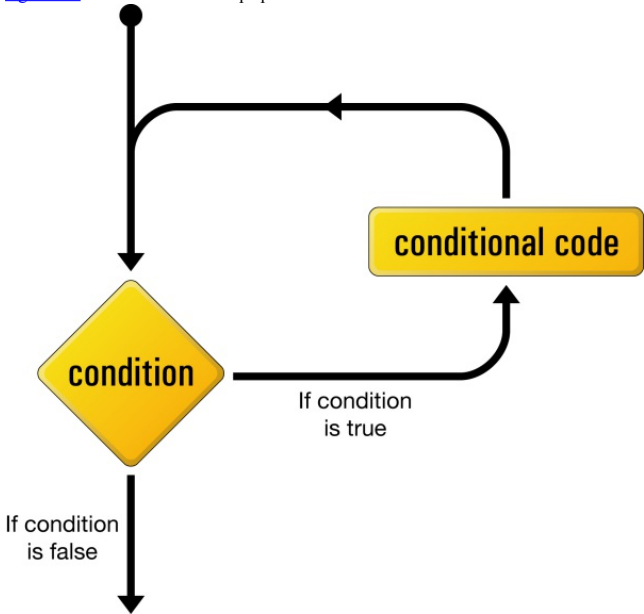 conditional code
condition
If condition
is true
If condition
is false